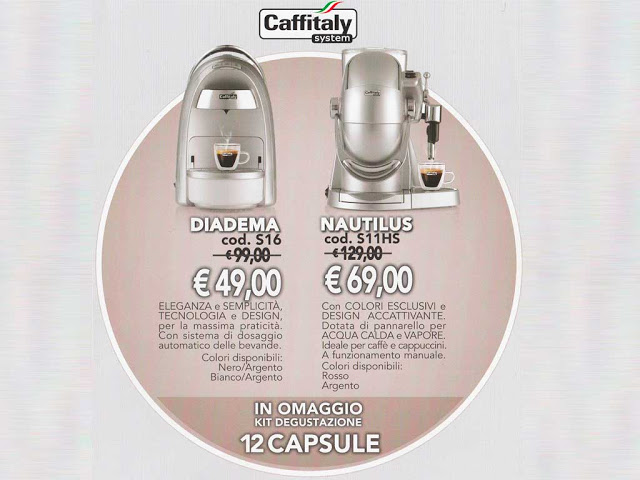 Caffitaly
system
Caffitaly
Caffitaly
DIADEMA
cod. S16
€ 99,00
€ 49,00
ELEGANZA e SEMPLICITÀ,
TECNOLOGIA e DESIGN,
per la massima praticità.
Con sistema di dosaggio
automatico delle bevande.
Colori disponibili:
Nero/Argento
Bianco/Argento
NAUTILUS
cod. S11HS
€ 129,00
€ 69,00
Con COLORI ESCLUSIVI e
DESIGN ACCATTIVANTE.
Dotata di pannarello per
ACQUA CALDA e VAPORE.
Ideale per caffè e cappuccini.
A funzionamento manuale.
Colori disponibili:
Rosso
Argento
IN OMAGGIO
KIT DEGUSTAZIONE
12 CAPSULE